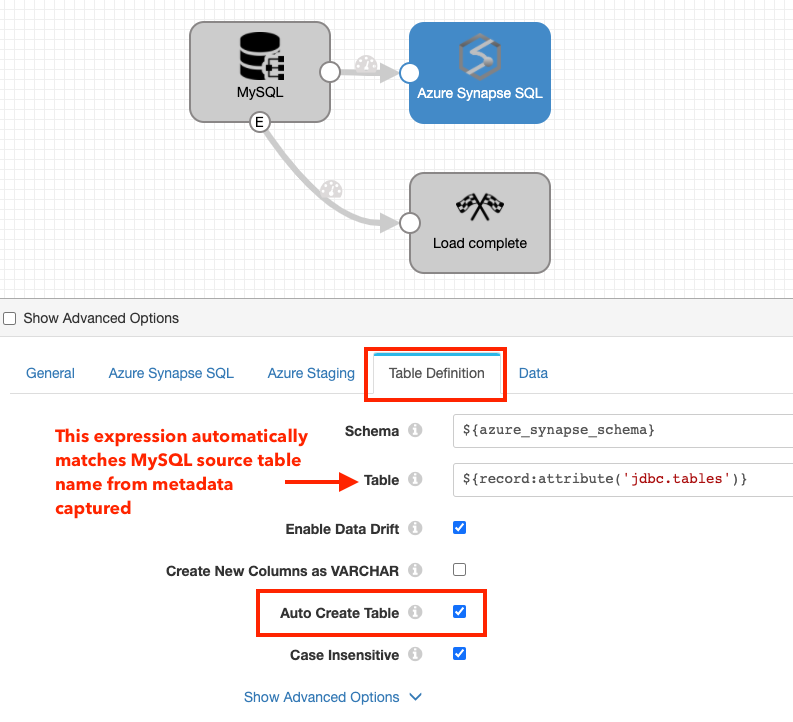 MySQL
Azure Synapse SQL
E
Load complete
Show Advanced Options
General
Azure Synapse SQL
Azure Staging
Table Definition
Data
This expression automatically
matches MySQL source table
name from metadata
captured
Schema
${azure_synapse_schema}
Table
${record:attribute('jdbc.tables')}
Enable Data Drift
Create New Columns as VARCHAR
Auto Create Table
Case Insensitive
Show Advanced Options